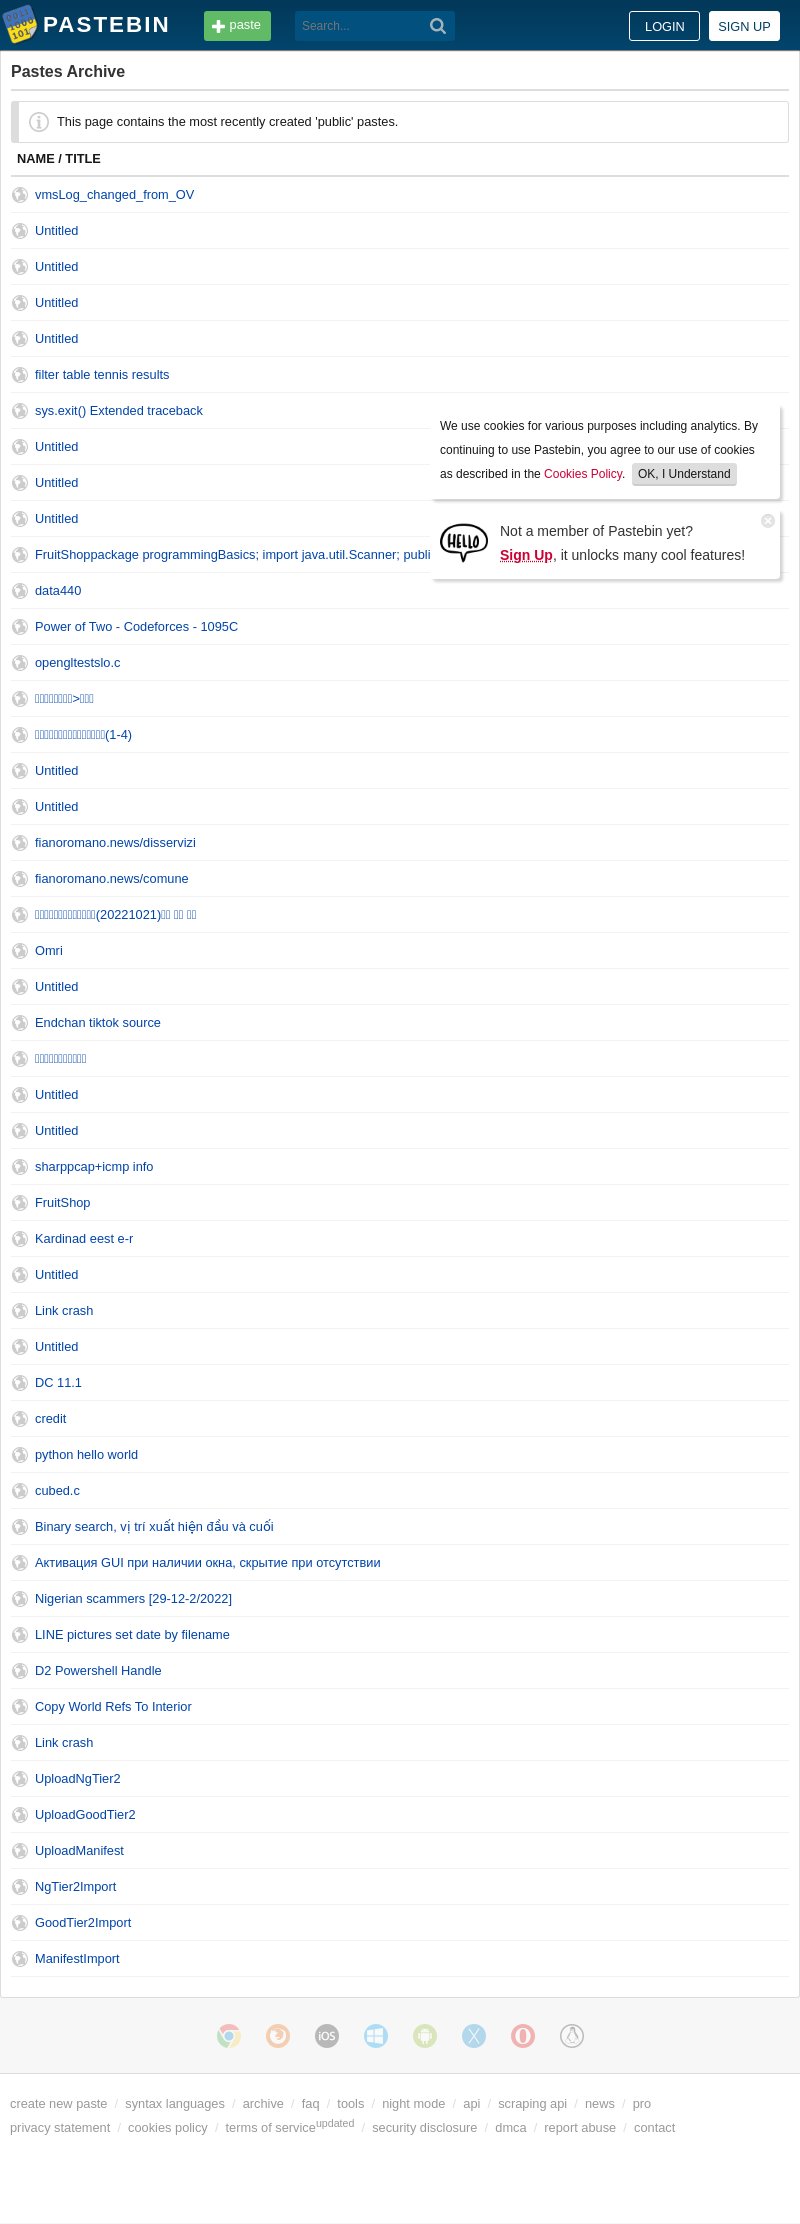 PASTEBIN
paste
Search...
LOGIN
SIGN UP
Pastes Archive
This page contains the most recently created 'public' pastes.
NAME / TITLE
vmsLog_changed_from_OV
Untitled
Untitled
Untitled
Untitled
filter table tennis results
sys.exit() Extended traceback
Untitled
Untitled
Untitled
FruitShoppackage programmingBasics; import java.util.Scanner; publi
We use cookies for various purposes including analytics. By
continuing to use Pastebin, you agree to our use of cookies
as described in the Cookies Policy. OK, I Understand
HELLO
Not a member of Pastebin yet?
Sign Up, it unlocks many cool features!
data440
Power of Two - Codeforces - 1095C
opengltestslo.c
>
(1-4)
Untitled
Untitled
fianoromano.news/disservizi
fianoromano.news/comune
(20221021)
Omri
Untitled
Endchan tiktok source
Untitled
Untitled
sharppcap+icmp info
FruitShop
Kardinad eest e-r
Untitled
Link crash
Untitled
DC 11.1
credit
python hello world
cubed.c
Binary search, vị trí xuất hiện đầu và cuối
Активация GUI при наличии окна, скрытие при отсутствии
Nigerian scammers [29-12-2/2022]
LINE pictures set date by filename
D2 Powershell Handle
Copy World Refs To Interior
Link crash
UploadNgTier2
UploadGoodTier2
UploadManifest
NgTier2Import
GoodTier2Import
ManifestImport
iOS
create new paste / syntax languages / archive / faq / tools / night mode / api / scraping api / news / pro
privacy statement / cookies policy / terms of service updated / security disclosure / dmca / report abuse / contact